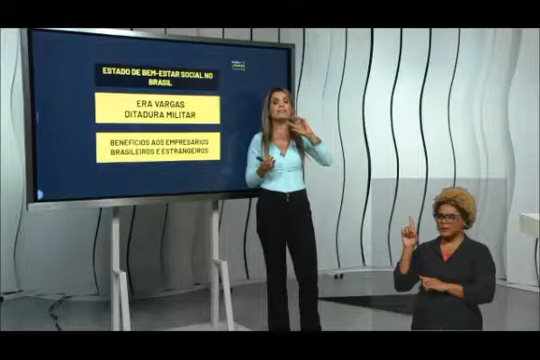 ESTADO DE BEM-ESTAR SOCIAL NO
BRASIL
ERA VARGAS
DITADURA MILITAR
BENEFÍCIOS AOS EMPRESÁRIOS
BRASILEIROS E ESTRANGEIROS